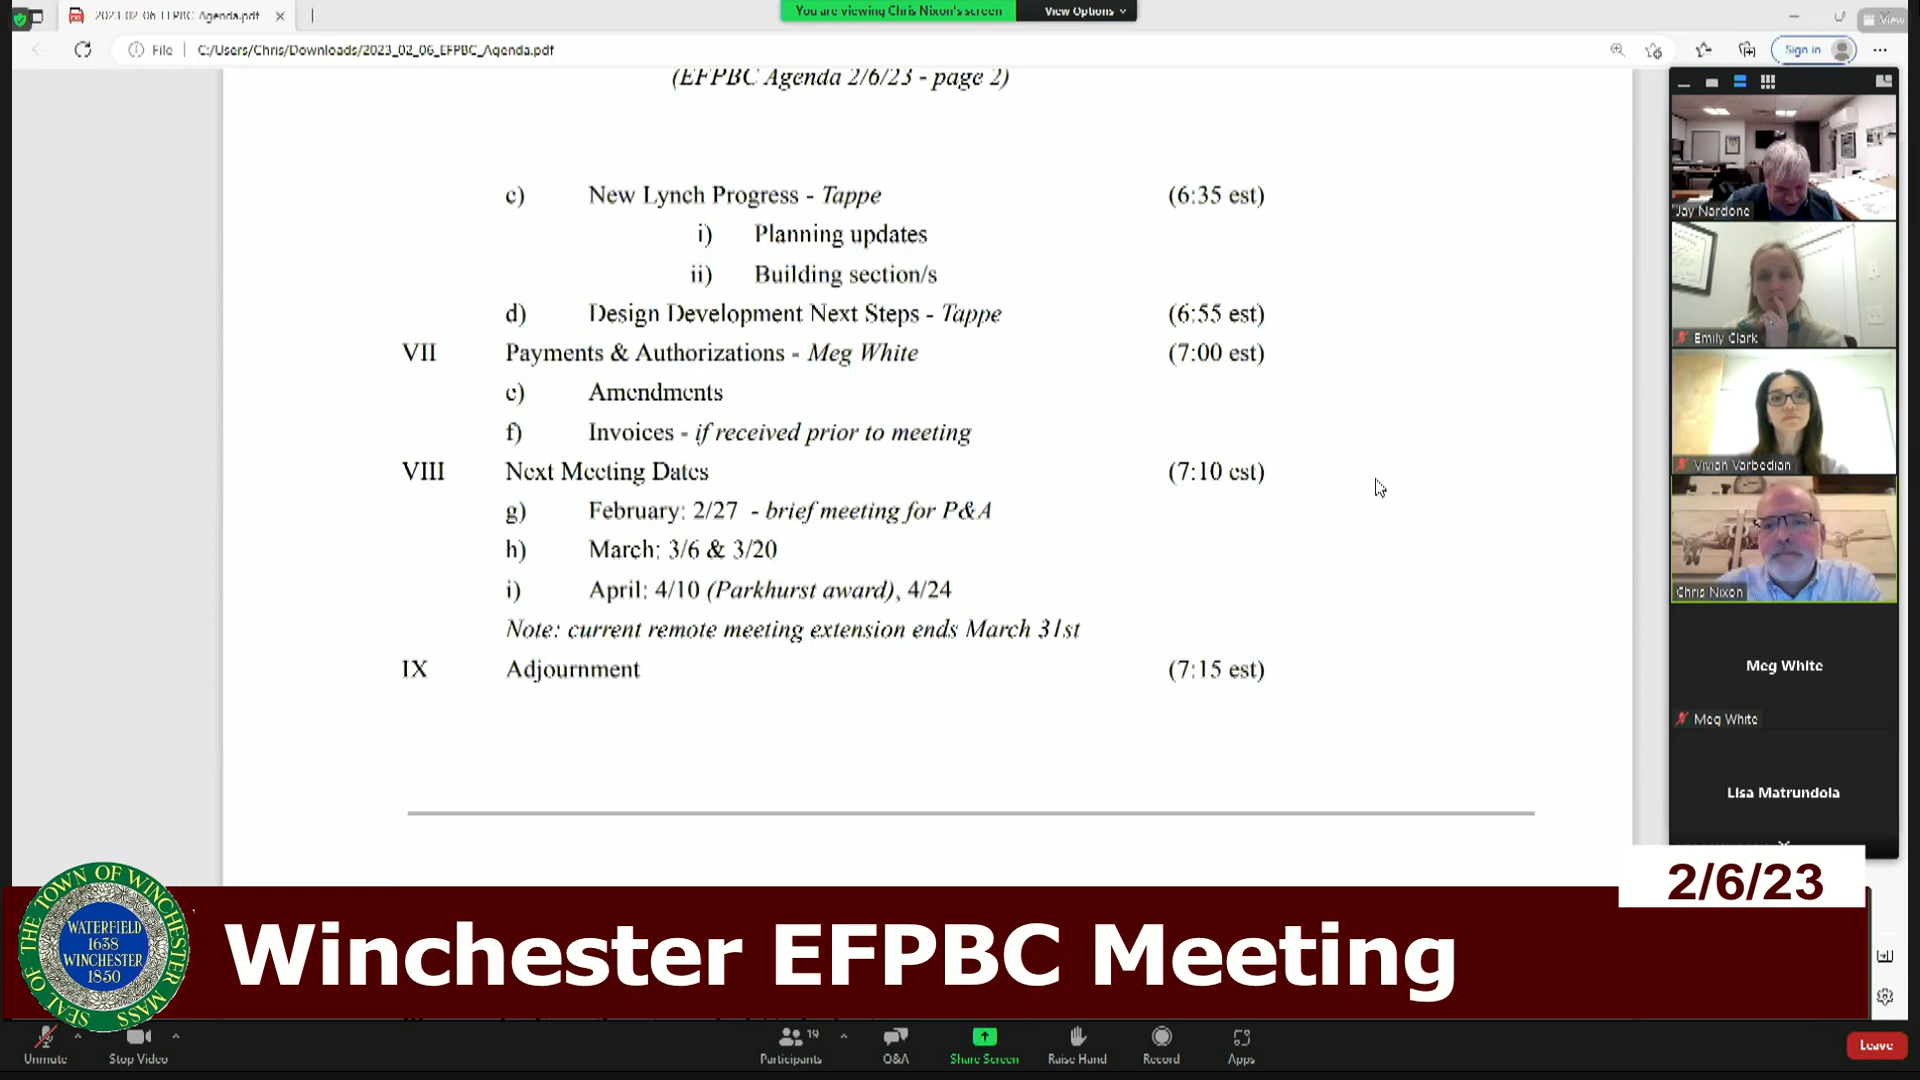 2023_02_06_EFPBC_Agenda.pdf
You are viewing Chris Nixon's screen
View Options
View
File
C:/Users/Chris/Downloads/2023_02_06_EFPBC_Agenda.pdf
Sign in
(EFPBC Agenda 2/6/23 - page 2)
c) New Lynch Progress - Tappe (6:35 est)
i) Planning updates
ii) Building section/s
d) Design Development Next Steps - Tappe (6:55 est)
VII Payments & Authorizations - Meg White (7:00 est)
e) Amendments
f) Invoices - if received prior to meeting
VIII Next Meeting Dates (7:10 est)
g) February: 2/27 - brief meeting for P&A
h) March: 3/6 & 3/20
i) April: 4/10 (Parkhurst award), 4/24
Note: current remote meeting extension ends March 31st
IX Adjournment (7:15 est)
Jay Nardone
Emily Clark
Vivian Varbedian
Chris Nixon
Meg White
Meg White
Lisa Matrundola
2/6/23
Winchester EFPBC Meeting
THE TOWN OF WINCHESTER MASS
SEAL OF
WATERFIELD
1638
WINCHESTER
1850
Unmute
Stop Video
Participants
19
Q&A
Share Screen
Raise Hand
Record
Apps
Leave